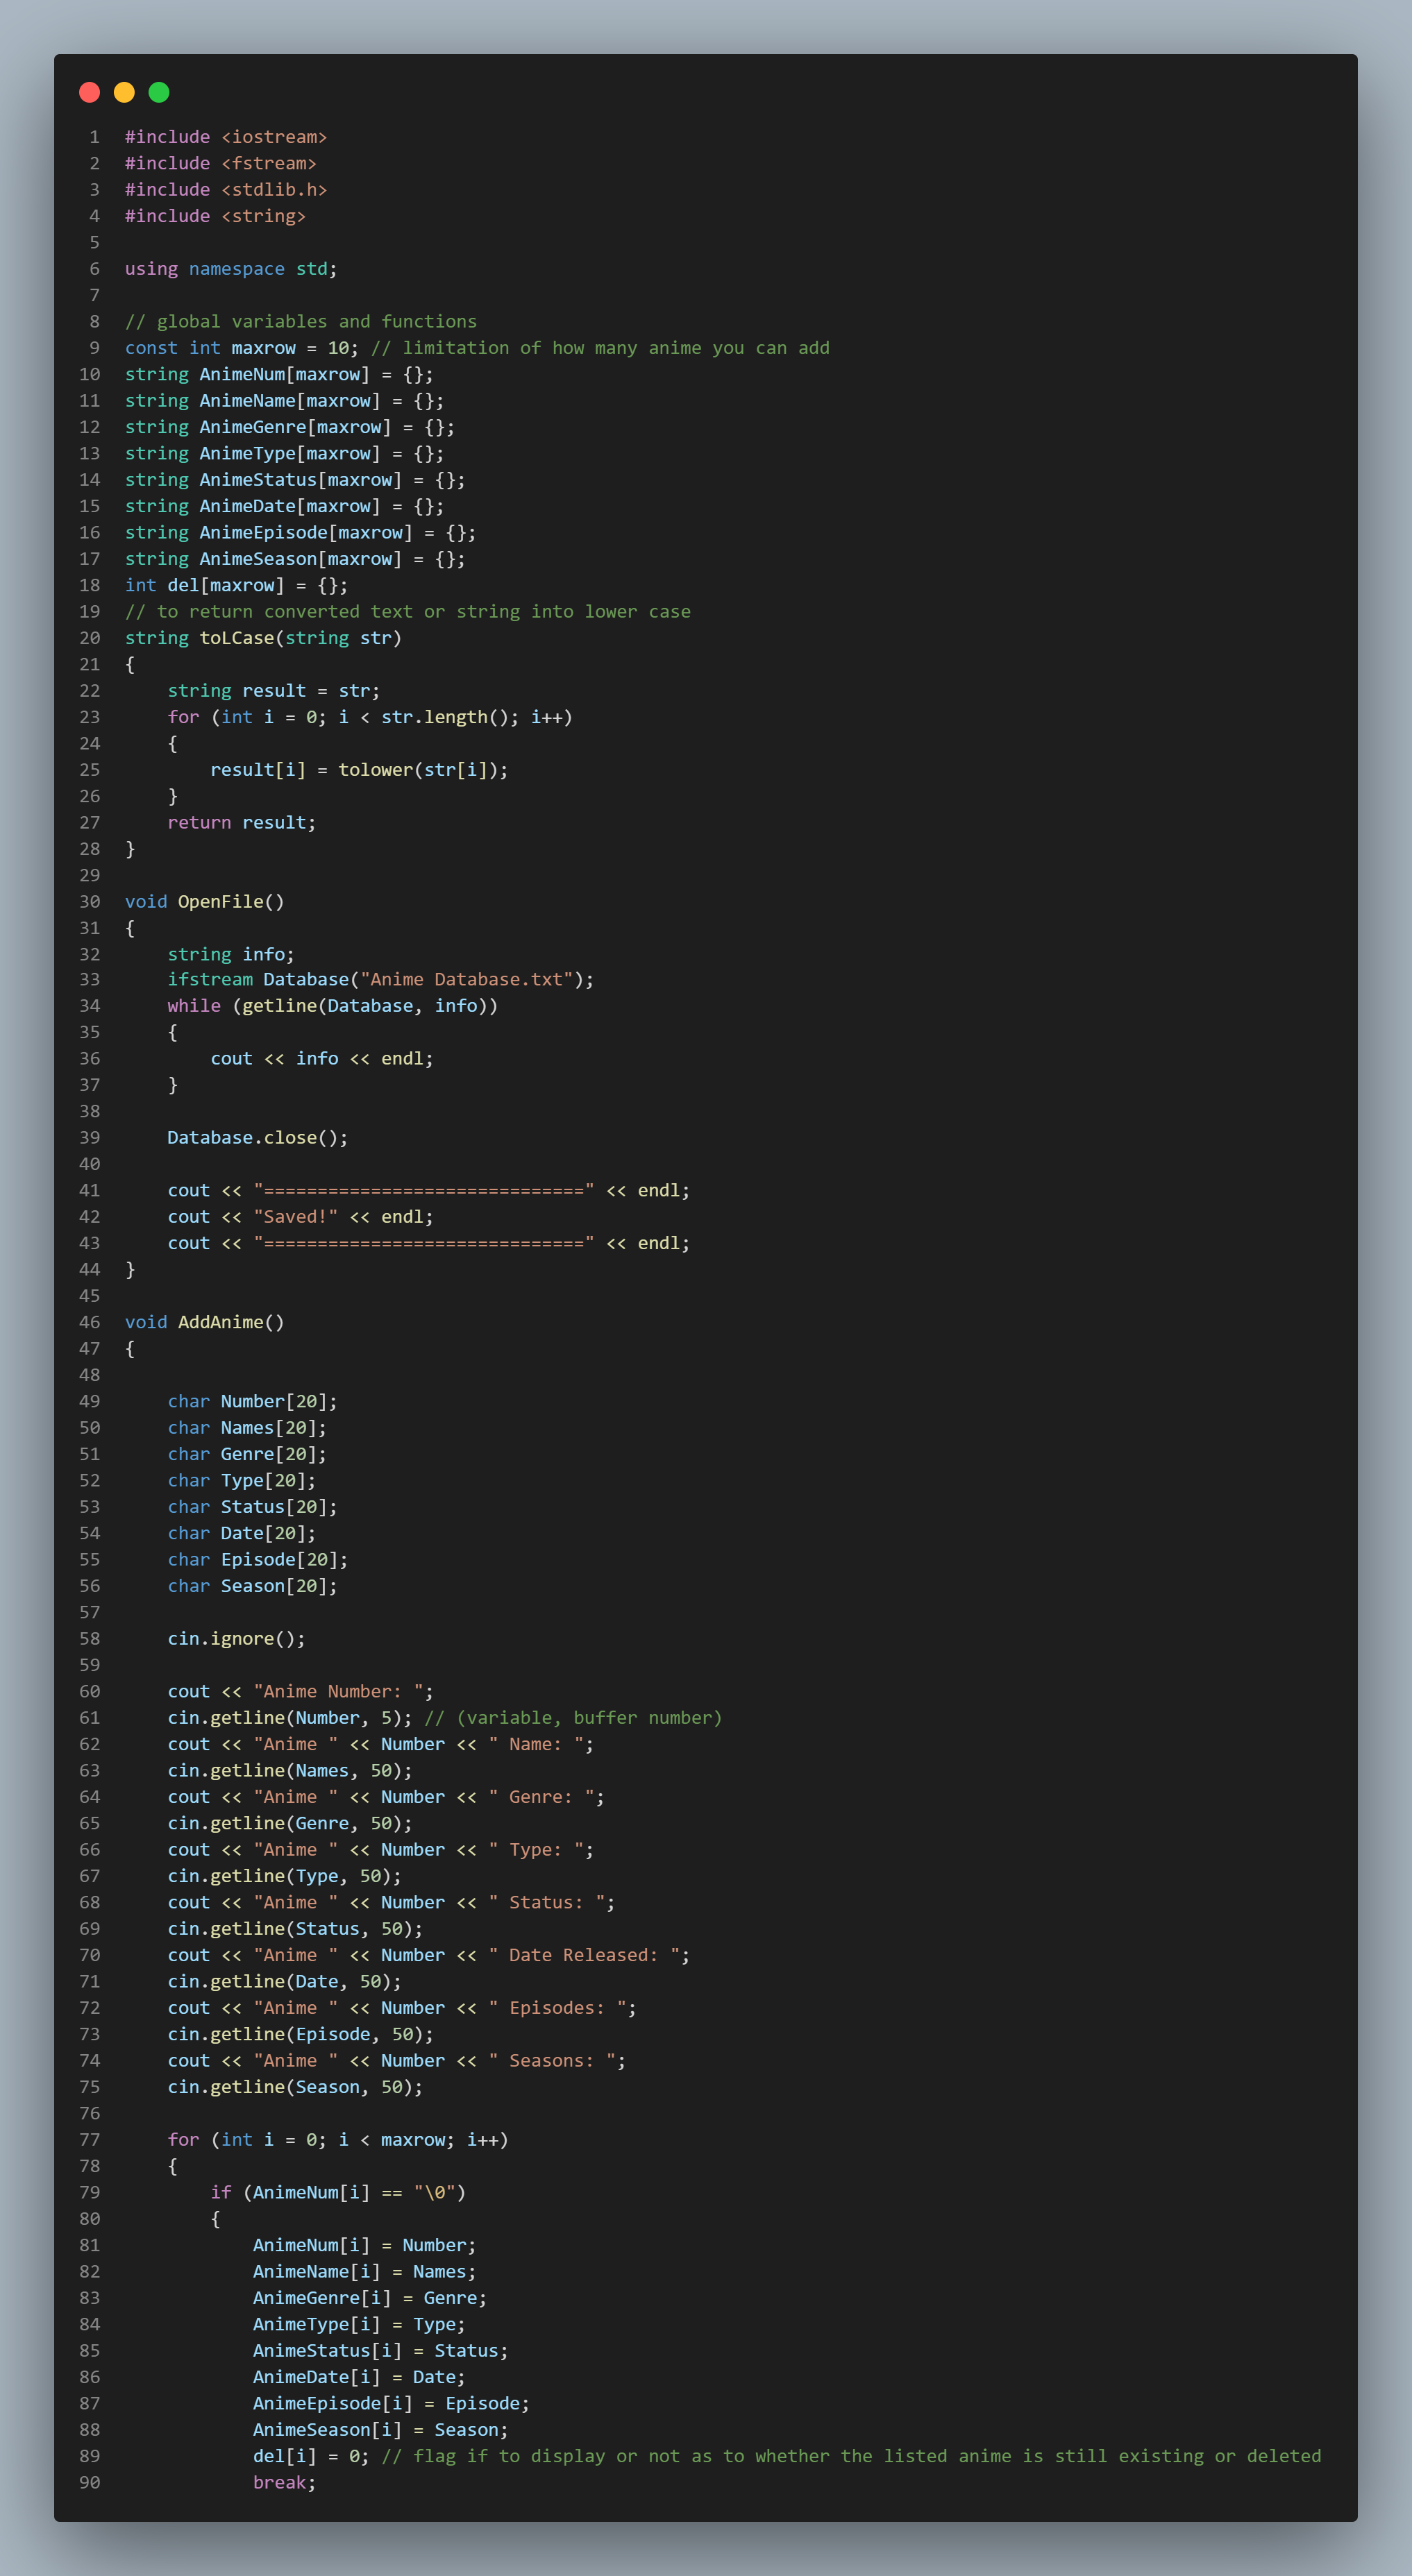 1 #include <iostream>
2 #include <fstream>
3 #include <stdlib.h>
4 #include <string>
5
6 using namespace std;
7
8 // global variables and functions
9 const int maxrow = 10; // limitation of how many anime you can add
10 string AnimeNum[maxrow] = {};
11 string AnimeName[maxrow] = {};
12 string AnimeGenre[maxrow] = {};
13 string AnimeType[maxrow] = {};
14 string AnimeStatus[maxrow] = {};
15 string AnimeDate[maxrow] = {};
16 string AnimeEpisode[maxrow] = {};
17 string AnimeSeason[maxrow] = {};
18 int del[maxrow] = {};
19 // to return converted text or string into lower case
20 string toLCase(string str)
21 {
22     string result = str;
23     for (int i = 0; i < str.length(); i++)
24     {
25         result[i] = tolower(str[i]);
26     }
27     return result;
28 }
29
30 void OpenFile()
31 {
32     string info;
33     ifstream Database("Anime Database.txt");
34     while (getline(Database, info))
35     {
36         cout << info << endl;
37     }
38
39     Database.close();
40
41     cout << "==============================" << endl;
42     cout << "Saved!" << endl;
43     cout << "==============================" << endl;
44 }
45
46 void AddAnime()
47 {
48
49     char Number[20];
50     char Names[20];
51     char Genre[20];
52     char Type[20];
53     char Status[20];
54     char Date[20];
55     char Episode[20];
56     char Season[20];
57
58     cin.ignore();
59
60     cout << "Anime Number: ";
61     cin.getline(Number, 5); // (variable, buffer number)
62     cout << "Anime " << Number << " Name: ";
63     cin.getline(Names, 50);
64     cout << "Anime " << Number << " Genre: ";
65     cin.getline(Genre, 50);
66     cout << "Anime " << Number << " Type: ";
67     cin.getline(Type, 50);
68     cout << "Anime " << Number << " Status: ";
69     cin.getline(Status, 50);
70     cout << "Anime " << Number << " Date Released: ";
71     cin.getline(Date, 50);
72     cout << "Anime " << Number << " Episodes: ";
73     cin.getline(Episode, 50);
74     cout << "Anime " << Number << " Seasons: ";
75     cin.getline(Season, 50);
76
77     for (int i = 0; i < maxrow; i++)
78     {
79         if (AnimeNum[i] == "\0")
80         {
81             AnimeNum[i] = Number;
82             AnimeName[i] = Names;
83             AnimeGenre[i] = Genre;
84             AnimeType[i] = Type;
85             AnimeStatus[i] = Status;
86             AnimeDate[i] = Date;
87             AnimeEpisode[i] = Episode;
88             AnimeSeason[i] = Season;
89             del[i] = 0; // flag if to display or not as to whether the listed anime is still existing or deleted
90             break;